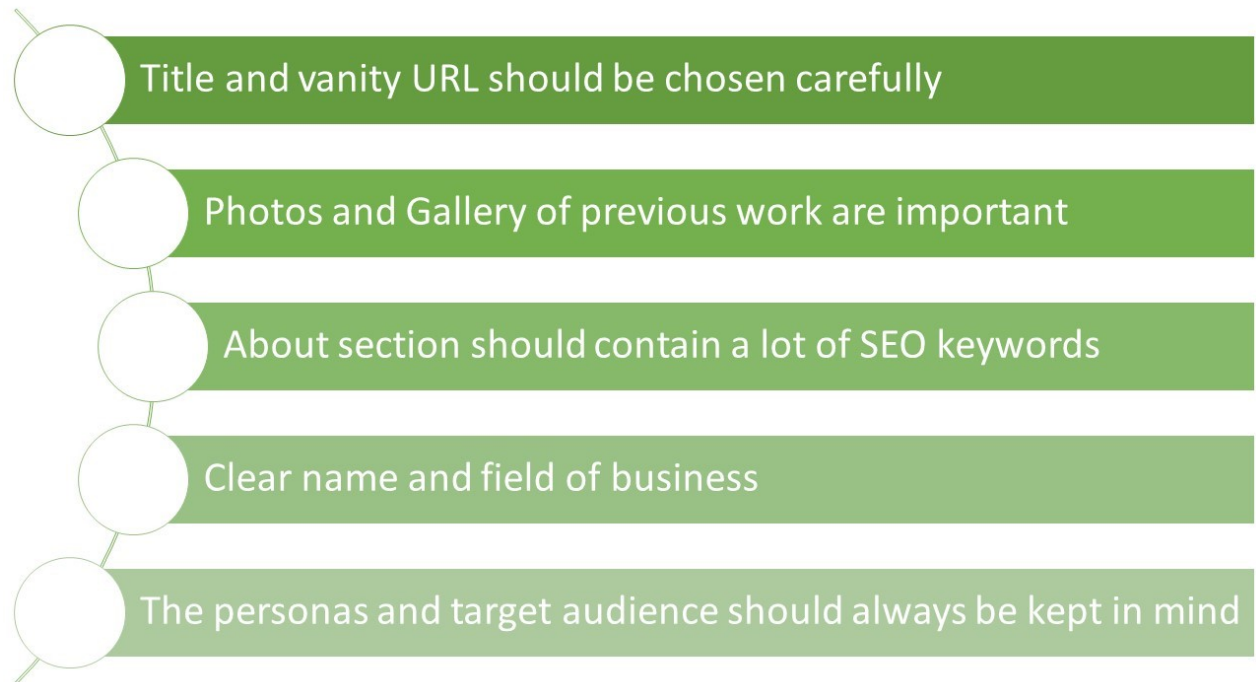 Title and vanity URL should be chosen carefully
Photos and Gallery of previous work are important
About section should contain a lot of SEO keywords
Clear name and field of business
The personas and target audience should always be kept in mind